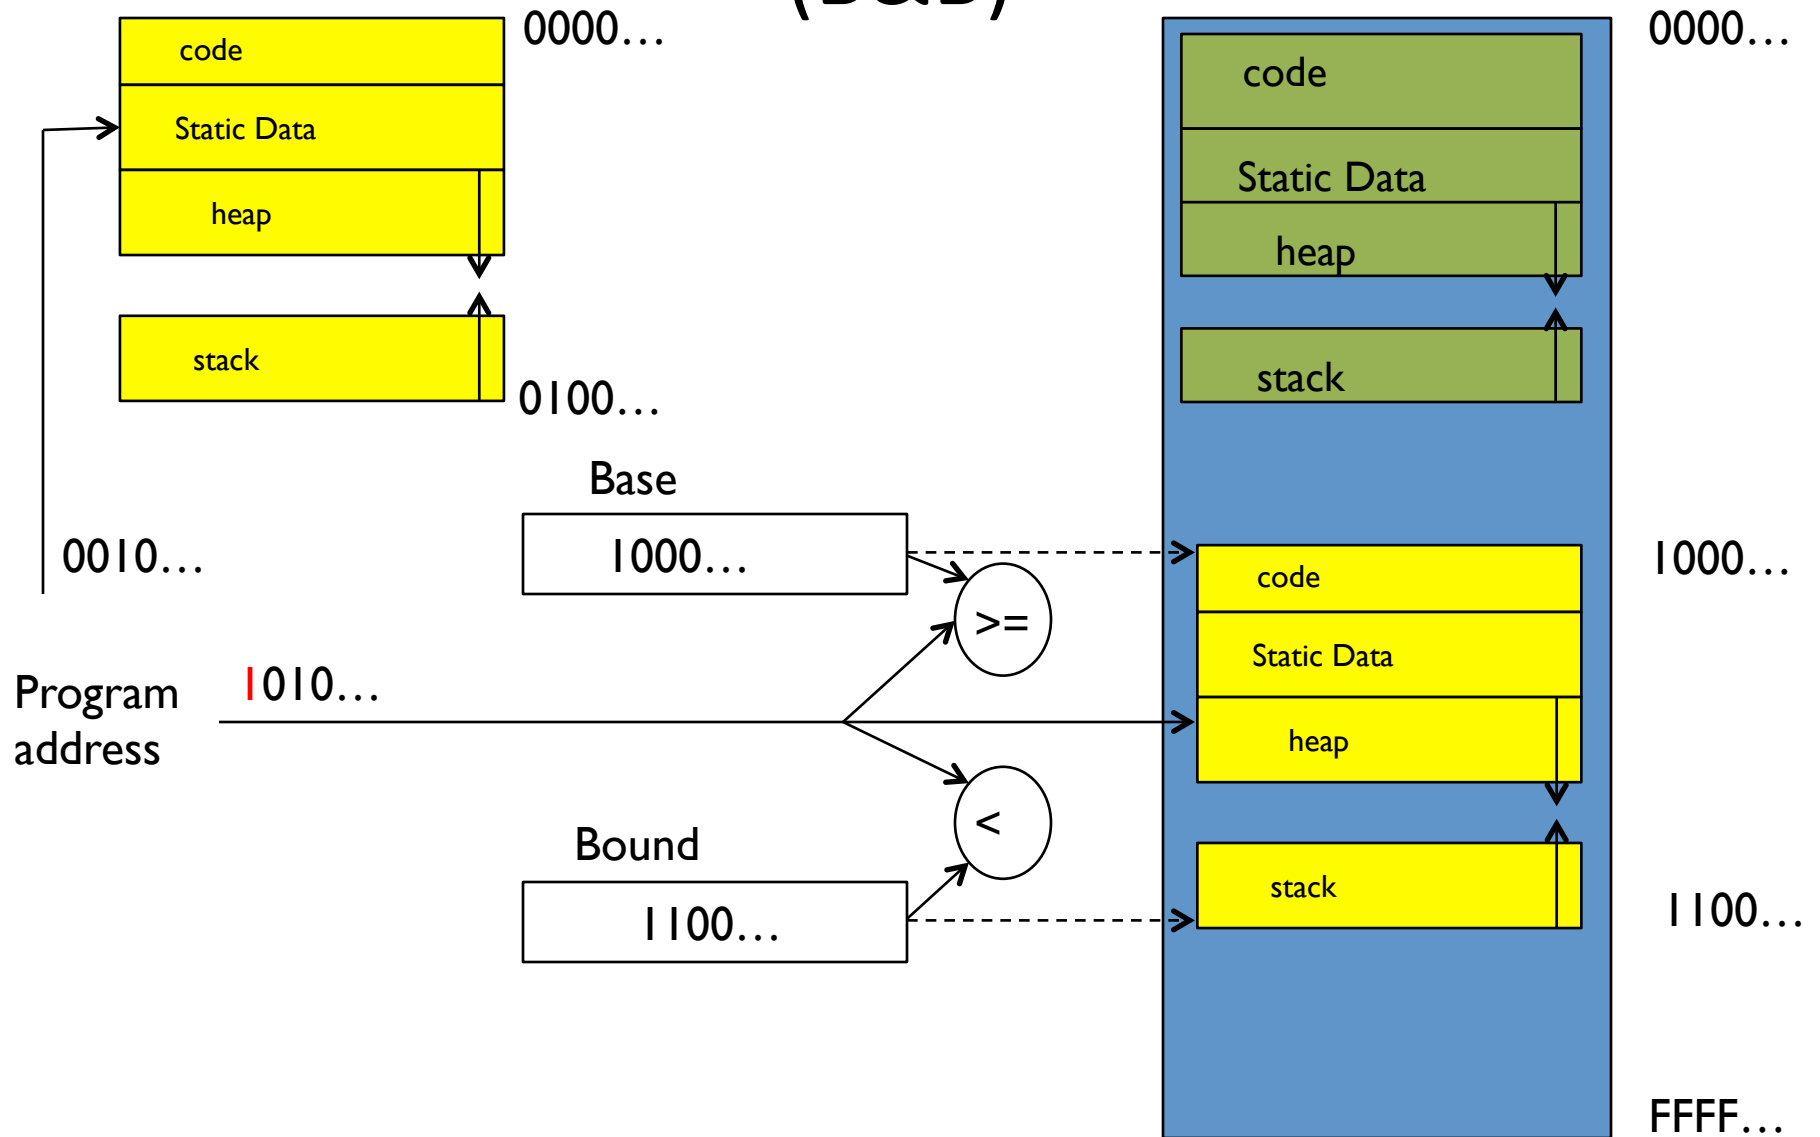 (B&B)
code
Static Data
heap
stack
0000…
0100…
0010…
Program
address
1010…
Base
1000…
>=
<
Bound
1100…
code
Static Data
heap
stack
code
Static Data
heap
stack
0000…
1000…
1100…
FFFF…